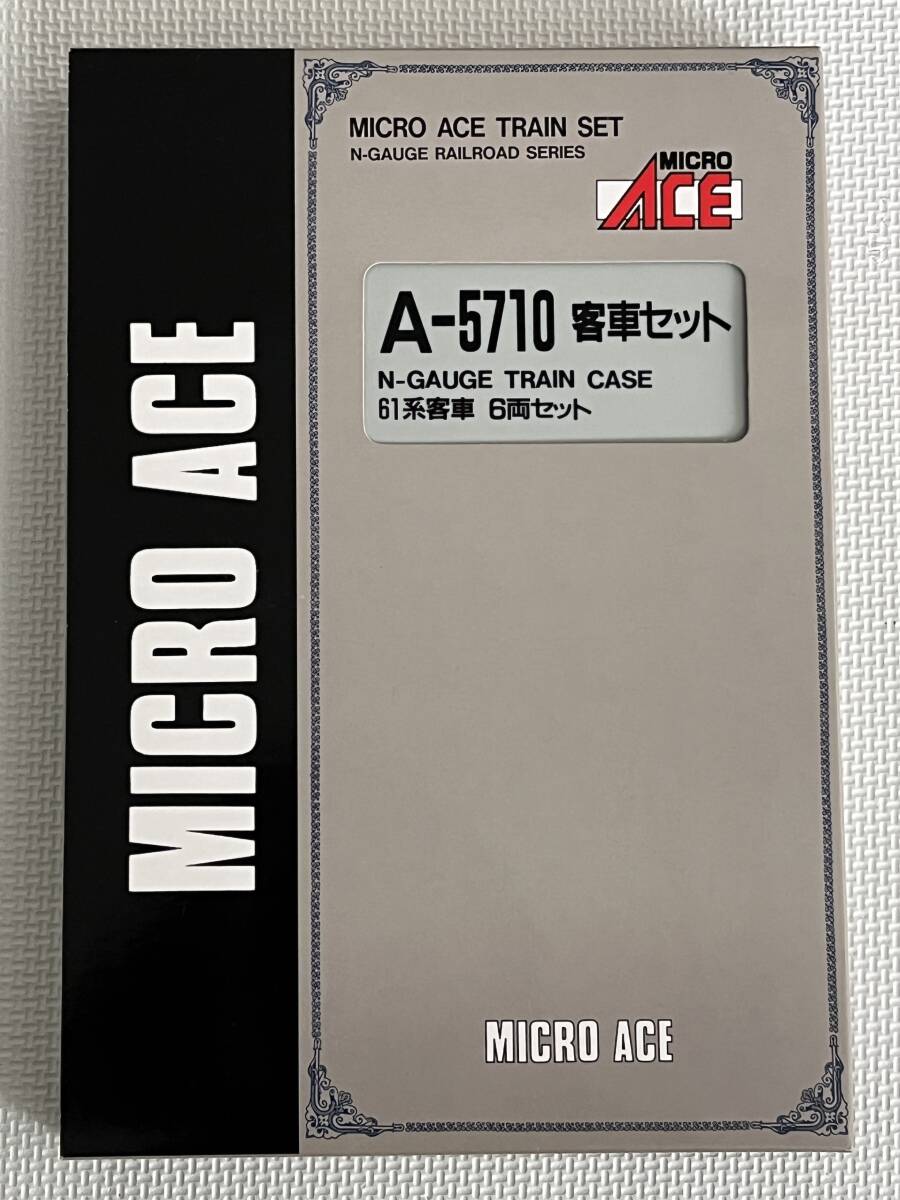 MICRO ACE
MICRO ACE TRAIN SET
N-GAUGE RAILROAD SERIES
MICRO
ACE
A-5710 客車セット
N-GAUGE TRAIN CASE
61系客車 6両セット
MICRO ACE